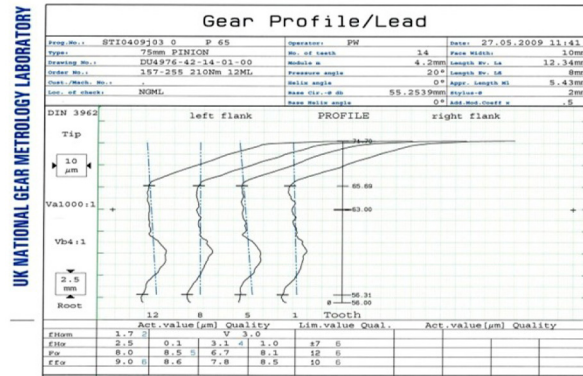 UK NATIONAL GEAR METROLOGY LABORATORY
Gear Profile/Lead
Prog.No.: STI0409j03 0 P 65 Operator: PW Date: 27.05.2009 11:41
Type: 75mm PINION No. of teeth 14 Face Width: 10mm
Drawing No.: DU4976-42-14-01-00 Module m 4.2mm Length Ev. La 12.34mm
Order No.: 157-255 210Nm 12ML Pressure angle 20° Length Ev. Lß 8mm
Cust./Mach. No.: . Helix angle 0° Appr. Length Wl 5.43mm
Loc. of check: NGML Base Cir.-Ø db 55.2539mm Stylus-Ø 2mm
Base Helix angle 0° Add.Mod.Coeff x .5
DIN 3962 left flank PROFILE right flank
Tip
71.70
10
µm
65.69
Va1000:1
63.00
Vb4:1
2.5
mm
56.31
Root
Ø 56.00
12 8 5 1 Tooth
Act.value[µm] Quality Lim.value Qual. Act.value[µm] Quality
fHαm 1.7 2 V 3.0
fHα 2.5 0.1 3.1 4 1.0 ±7 6
Fα 8.0 8.5 5 6.7 8.1 12 6
ffα 9.0 6 8.6 7.8 8.5 10 6